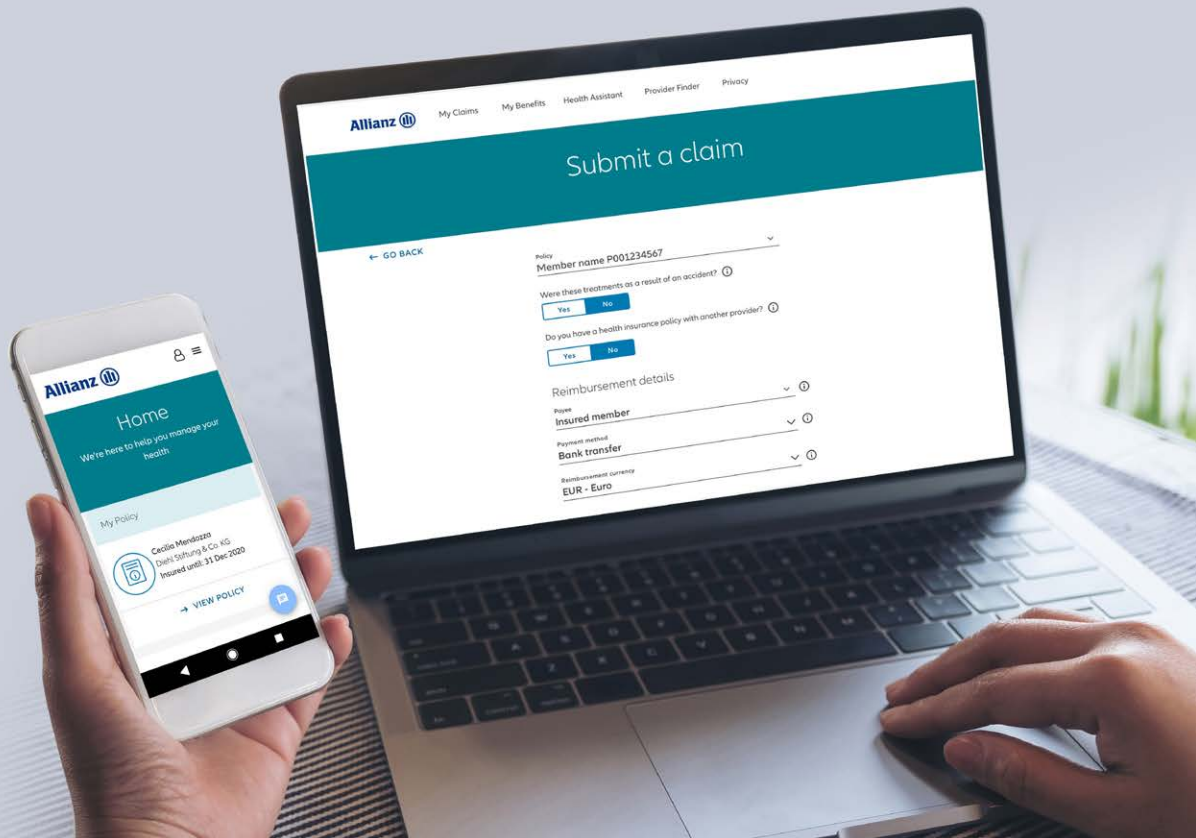 Allianz
My Claims My Benefits Health Assistant Provider Finder Privacy
Submit a claim
← GO BACK
Policy
Member name P001234567
Were these treatments as a result of an accident?
Yes No
Do you have a health insurance policy with another provider?
Yes No
Reimbursement details
Payee
Insured member
Payment method
Bank transfer
Reimbursement currency
EUR - Euro
Allianz
Home
We're here to help you manage your
health
My Policy
Cecilia Mendozza
Diehl Stiftung & Co. KG
Insured until: 31 Dec 2020
→ VIEW POLICY